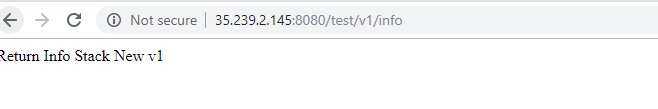 Not secure 35.239.2.145:8080/test/v1/info
Return Info Stack New v1